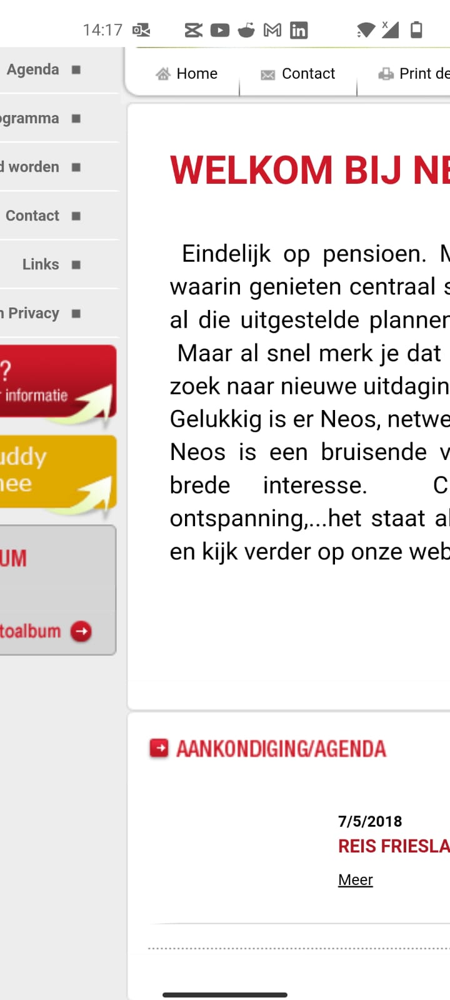 14:17
Agenda
Home
Contact
Print de
ogramma
d worden
Contact
Links
n Privacy
?
r informatie
uddy
nee
UM
toalbum
WELKOM BIJ NE
Eindelijk op pensioen. M
waarin genieten centraal s
al die uitgestelde plannen
Maar al snel merk je dat
zoek naar nieuwe uitdagin
Gelukkig is er Neos, netwe
Neos is een bruisende v
brede interesse. C
ontspanning,...het staat al
en kijk verder op onze web
AANKONDIGING/AGENDA
7/5/2018
REIS FRIESLA
Meer